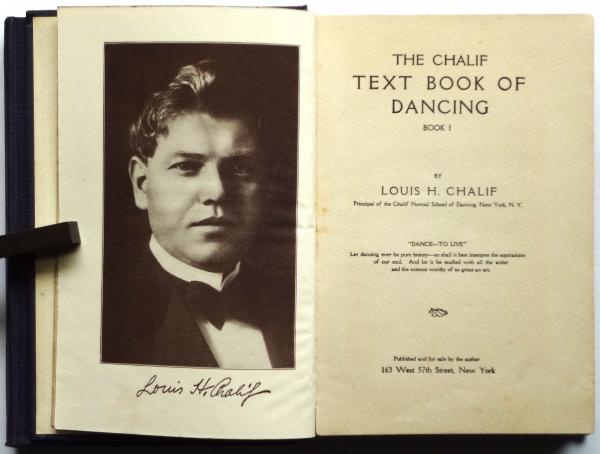 Louis H. Chalif
THE CHALIF
TEXT BOOK OF
DANCING
BOOK I
BY
LOUIS H. CHALIF
Principal of the Chalif Normal School of Dancing, New York, N. Y.
"DANCE—TO LIVE"
Let dancing ever be pure beauty—so shall it best interpret the aspirations
of our soul. And let it be studied with all the ardor
and the science worthy of so great an art.
Published and for sale by the author
163 West 57th Street, New York